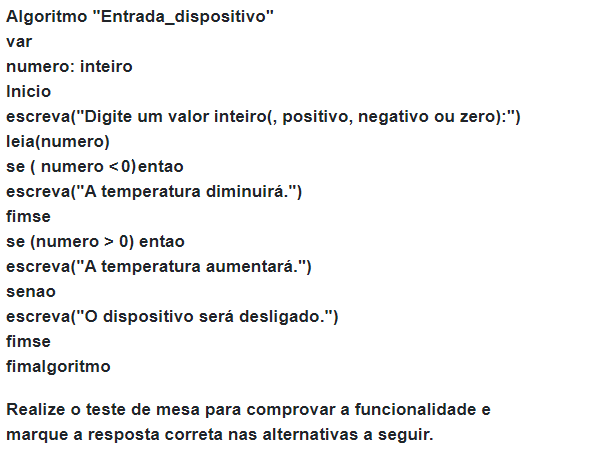 Algoritmo "Entrada_dispositivo"
var
numero: inteiro
Inicio
escreva("Digite um valor inteiro(, positivo, negativo ou zero):")
leia(numero)
se ( numero <0)entao
escreva("A temperatura diminuirá.")
fimse
se (numero > 0) entao
escreva("A temperatura aumentará.")
senao
escreva("O dispositivo será desligado.")
fimse
fimalgoritmo
Realize o teste de mesa para comprovar a funcionalidade e
marque a resposta correta nas alternativas a seguir.